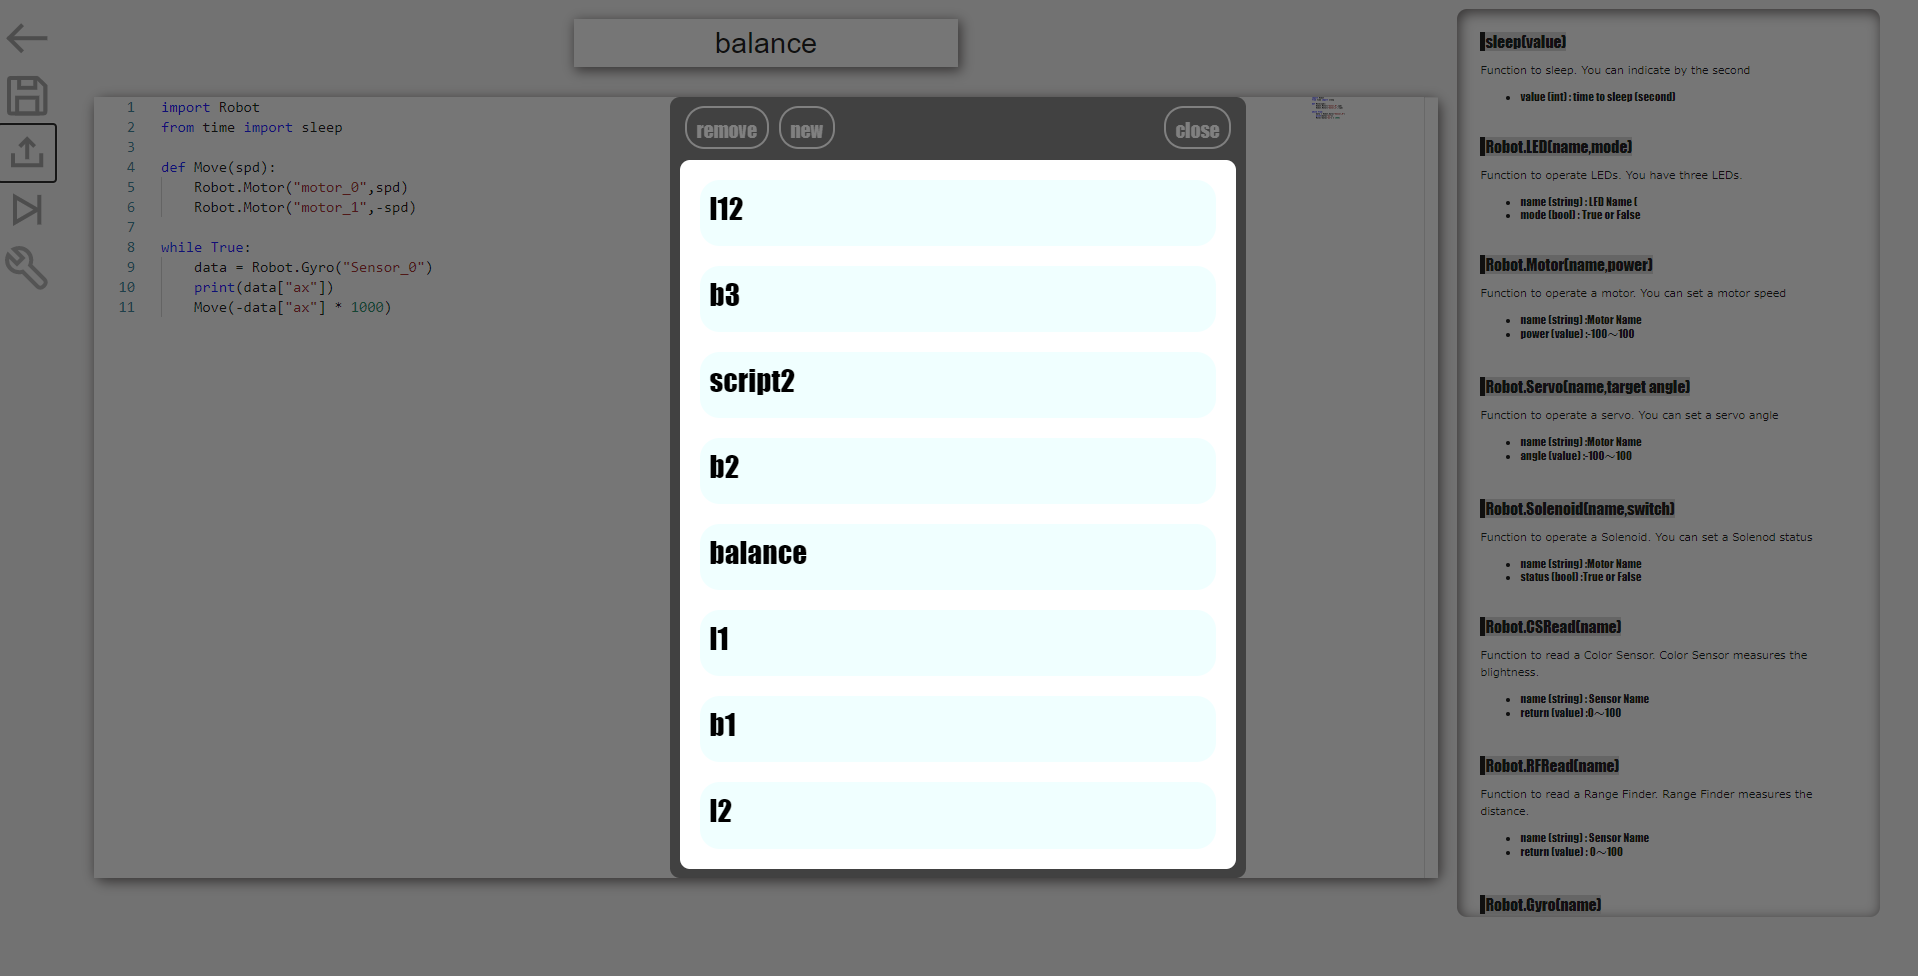 balance
1 import Robot
2 from time import sleep
3
4 def Move(spd):
5 Robot.Motor("motor_0",spd)
6 Robot.Motor("motor_1",-spd)
7
8 while True:
9 data = Robot.Gyro("Sensor_0")
10 print(data["ax"])
11 Move(-data["ax"] * 1000)
remove new close
l12
b3
script2
b2
balance
l1
b1
l2
sleep(value)
Function to sleep. You can indicate by the second
• value (int) : time to sleep (second)
Robot.LED(name,mode)
Function to operate LEDs. You have three LEDs.
• name (string) : LED Name (
• mode (bool) : True or False
Robot.Motor(name,power)
Function to operate a motor. You can set a motor speed
• name (string) :Motor Name
• power (value) :-100～100
Robot.Servo(name,target angle)
Function to operate a servo. You can set a servo angle
• name (string) :Motor Name
• angle (value) :-100～100
Robot.Solenoid(name,switch)
Function to operate a Solenoid. You can set a Solenod status
• name (string) :Motor Name
• status (bool) :True or False
Robot.CSRead(name)
Function to read a Color Sensor. Color Sensor measures the
blightness.
• name (string) : Sensor Name
• return (value) :0～100
Robot.RFRead(name)
Function to read a Range Finder. Range Finder measures the
distance.
• name (string) : Sensor Name
• return (value) : 0～100
Robot.Gyro(name)